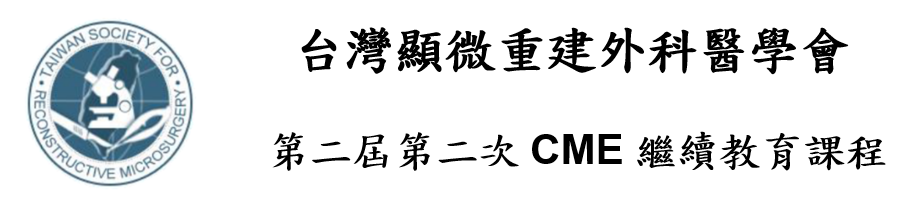 TAIWAN SOCIETY FOR
RECONSTRUCTIVE MICROSURGERY
台灣顯微重建外科醫學會
第二屆第二次 CME 繼續教育課程